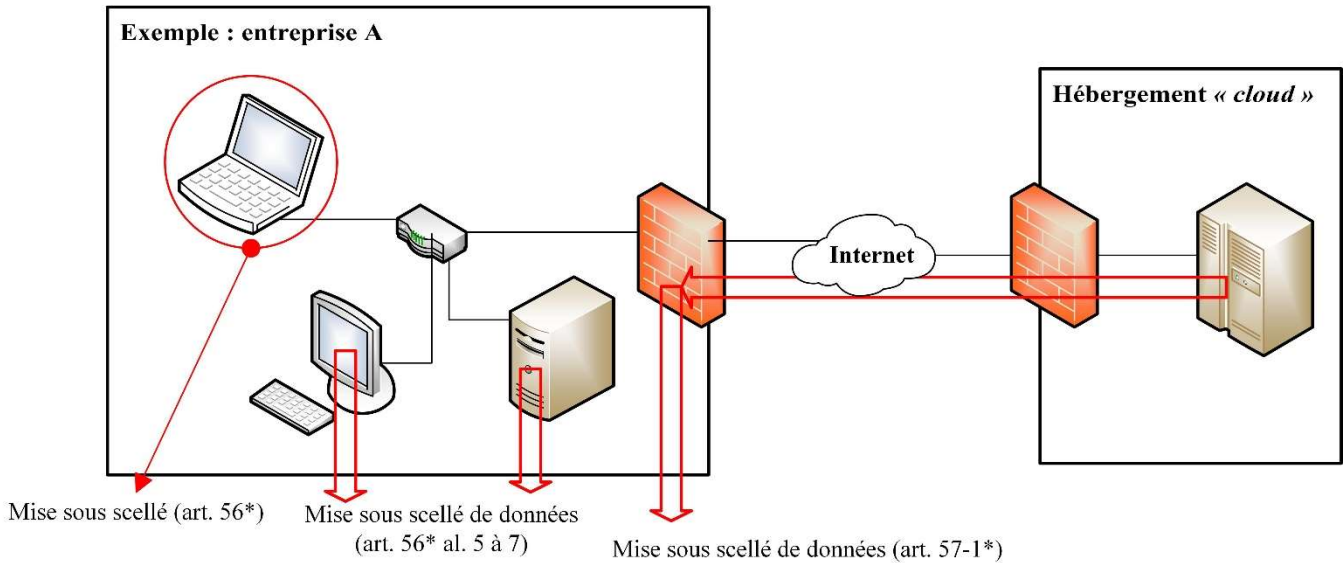 Exemple : entreprise A
Hébergement « cloud »
Internet
Mise sous scellé (art. 56*)
Mise sous scellé de données
(art. 56* al. 5 à 7)
Mise sous scellé de données (art. 57-1*)